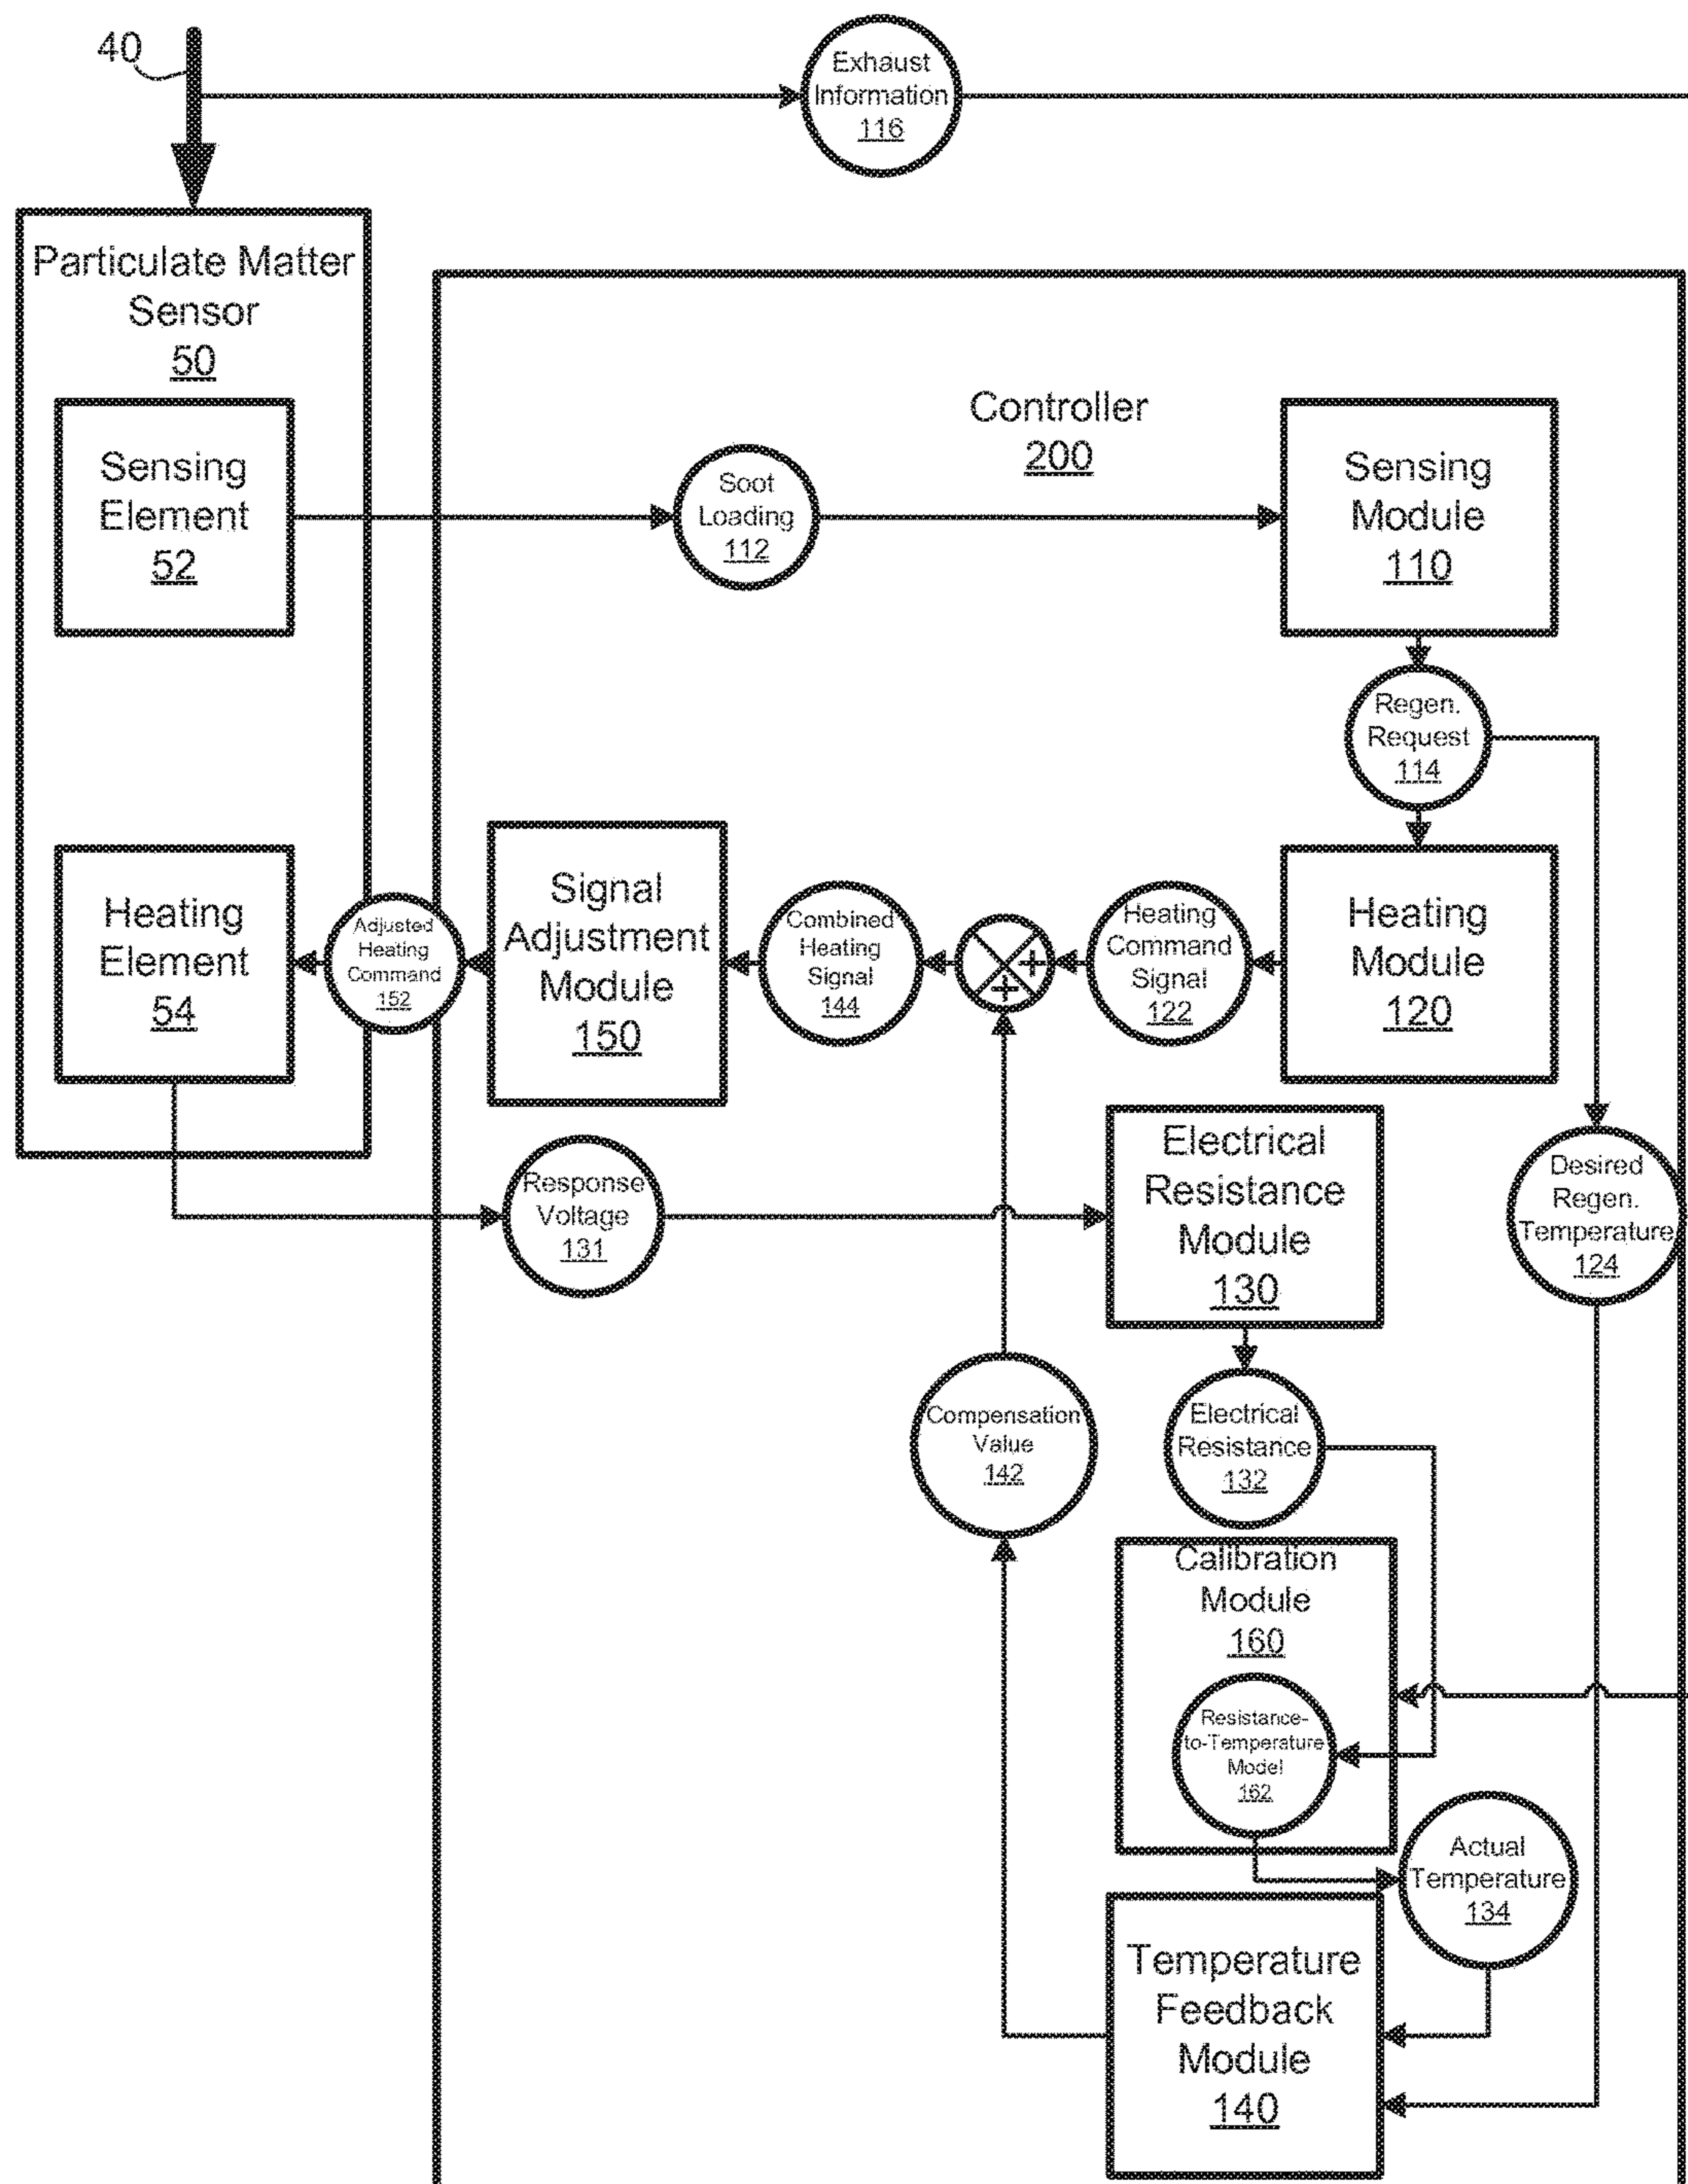 40
Exhaust
Information
116
Particulate Matter
Sensor
50
Sensing
Element
52
Soot
Loading
112
Controller
200
Sensing
Module
110
Regen.
Request
114
Heating
Element
54
Adjusted
Heating
Command
152
Signal
Adjustment
Module
150
Combined
Heating
Signal
144
+
+
Heating
Command
Signal
122
Heating
Module
120
Response
Voltage
131
Electrical
Resistance
Module
130
Desired
Regen.
Temperature
124
Compensation
Value
142
Electrical
Resistance
132
Calibration
Module
160
Resistance-
to-Temperature
Model
162
Actual
Temperature
134
Temperature
Feedback
Module
140